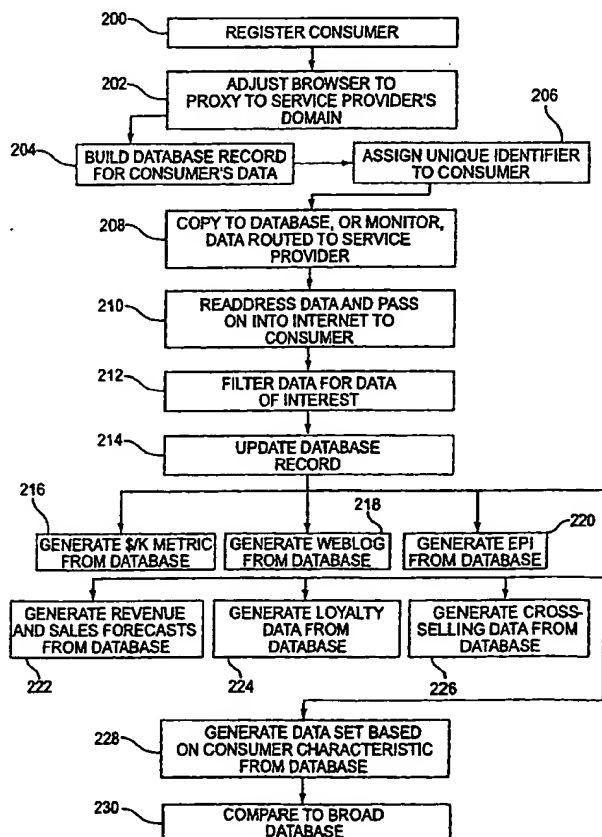 200
REGISTER CONSUMER
202
ADJUST BROWSER TO
PROXY TO SERVICE PROVIDER'S
DOMAIN
206
204
BUILD DATABASE RECORD
FOR CONSUMER'S DATA
ASSIGN UNIQUE IDENTIFIER
TO CONSUMER
208
COPY TO DATABASE, OR MONITOR,
DATA ROUTED TO SERVICE
PROVIDER
210
READDRESS DATA AND PASS
ON INTO INTERNET TO
CONSUMER
212
FILTER DATA FOR DATA
OF INTEREST
214
UPDATE DATABASE
RECORD
216
GENERATE $/K METRIC
FROM DATABASE
218
GENERATE WEBLOG
FROM DATABASE
220
GENERATE EPI
FROM DATABASE
GENERATE REVENUE
AND SALES FORECASTS
FROM DATABASE
222
GENERATE LOYALTY
DATA FROM
DATABASE
224
GENERATE CROSS-
SELLING DATA FROM
DATABASE
226
228
GENERATE DATA SET BASED
ON CONSUMER CHARACTERISTIC
FROM DATABASE
230
COMPARE TO BROAD
DATABASE